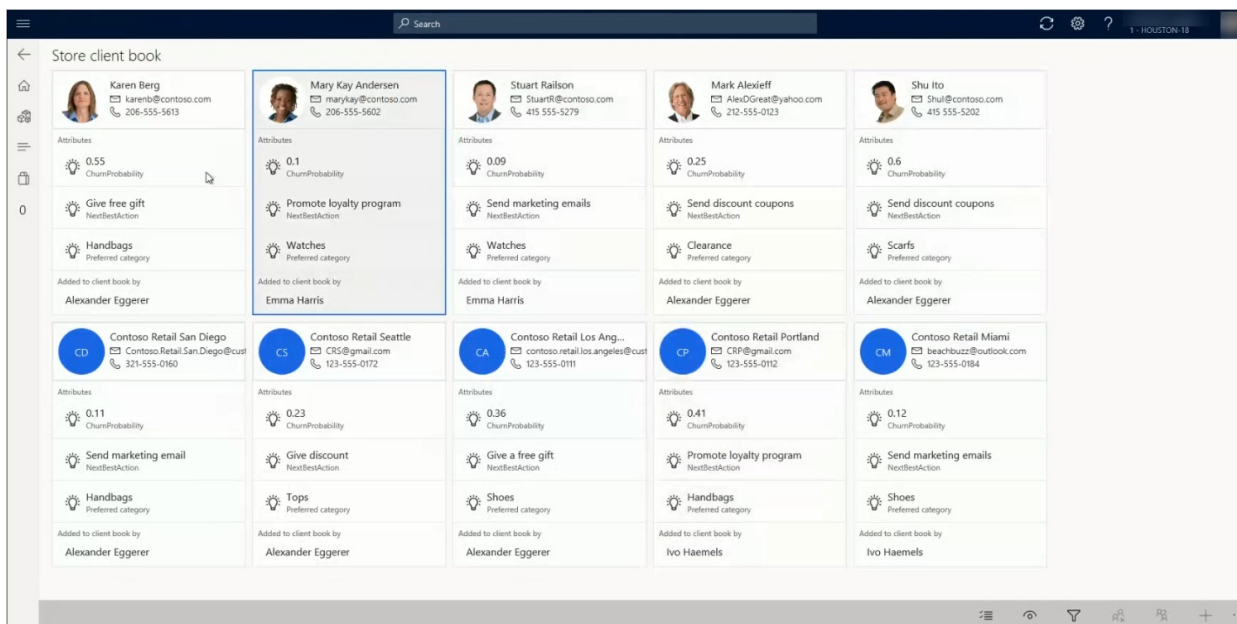 Search
?
1 - HOUSTON-18
Store client book
0
Karen Berg
karenb@contoso.com
206-555-5613
Attributes
0.55
ChurnProbability
Give free gift
NextBestAction
Handbags
Preferred category
Added to client book by
Alexander Eggerer
Mary Kay Andersen
marykay@contoso.com
206-555-5602
Attributes
0.1
ChurnProbability
Promote loyalty program
NextBestAction
Watches
Preferred category
Added to client book by
Emma Harris
Stuart Railson
StuartR@contoso.com
415 555-5279
Attributes
0.09
ChurnProbability
Send marketing emails
NextBestAction
Watches
Preferred category
Added to client book by
Emma Harris
Mark Alexieff
AlexDGreat@yahoo.com
212-555-0123
Attributes
0.25
ChurnProbability
Send discount coupons
NextBestAction
Clearance
Preferred category
Added to client book by
Alexander Eggerer
Shu Ito
ShuI@contoso.com
415 555-5202
Attributes
0.6
ChurnProbability
Send discount coupons
NextBestAction
Scarfs
Preferred category
Added to client book by
Alexander Eggerer
CD
Contoso Retail San Diego
Contoso.Retail.San.Diego@cust
321-555-0160
Attributes
0.11
ChurnProbability
Send marketing email
NextBestAction
Handbags
Preferred category
Added to client book by
Alexander Eggerer
CS
Contoso Retail Seattle
CRS@gmail.com
123-555-0172
Attributes
0.23
ChurnProbability
Give discount
NextBestAction
Tops
Preferred category
Added to client book by
Alexander Eggerer
CA
Contoso Retail Los Ang...
contoso.retail.los.angeles@cust
123-555-0111
Attributes
0.36
ChurnProbability
Give a free gift
NextBestAction
Shoes
Preferred category
Added to client book by
Alexander Eggerer
CP
Contoso Retail Portland
CRP@gmail.com
123-555-0112
Attributes
0.41
ChurnProbability
Promote loyalty program
NextBestAction
Handbags
Preferred category
Added to client book by
Ivo Haemels
CM
Contoso Retail Miami
beachbuzz@outlook.com
123-555-0184
Attributes
0.12
ChurnProbability
Send marketing emails
NextBestAction
Shoes
Preferred category
Added to client book by
Ivo Haemels